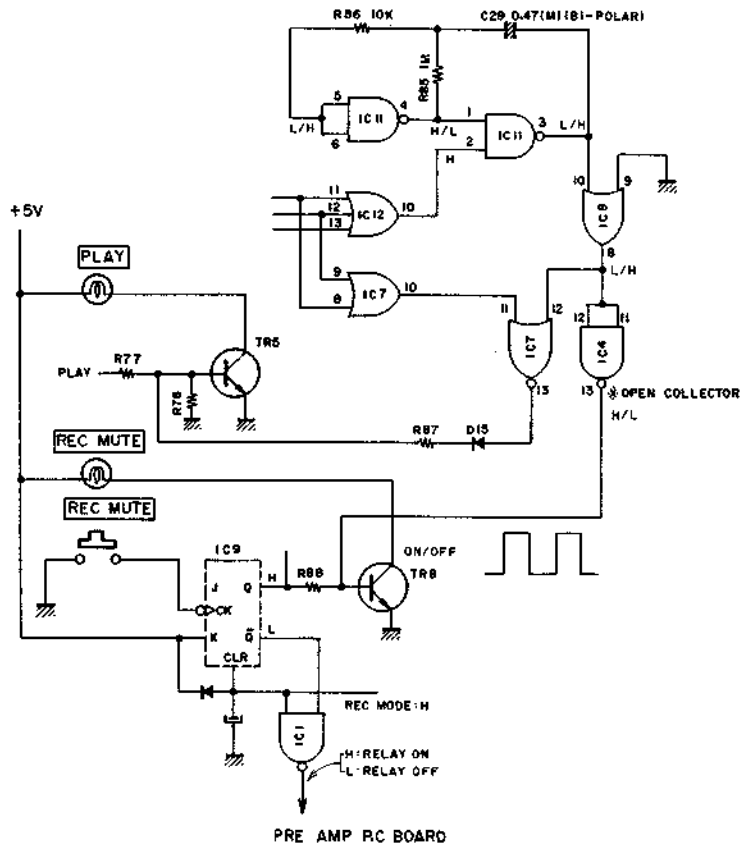 R86 10K
C29 0.47(M)(BI-POLAR)
R85 1M
5
6
4
IC11
L/H
H/L
1
2
3
IC11
L/H
H
11
12
13
10
IC12
10
9
IC8
8
L/H
9
8
10
IC7
11
12
IC7
13
12
11
IC6
13
※OPEN COLLECTOR
H/L
+5V
PLAY
TR5
PLAY
R77
R78
R87
D15
REC MUTE
REC MUTE
IC9
J
Q
H
CK
K
Q̄
L
CLR
R88
ON/OFF
TR8
REC MODE:H
IC1
H:RELAY ON
L:RELAY OFF
PRE AMP P.C BOARD